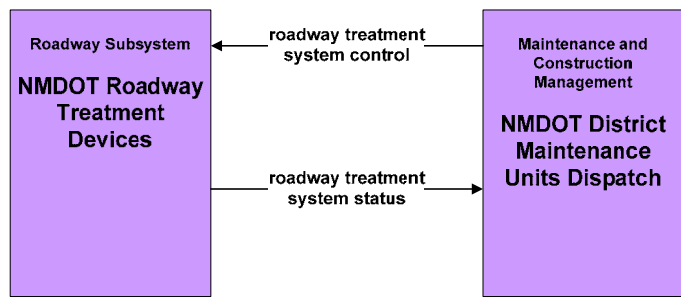 Roadway Subsystem
NMDOT Roadway
Treatment
Devices
roadway treatment
system control
roadway treatment
system status
Maintenance and
Construction
Management
NMDOT District
Maintenance
Units Dispatch